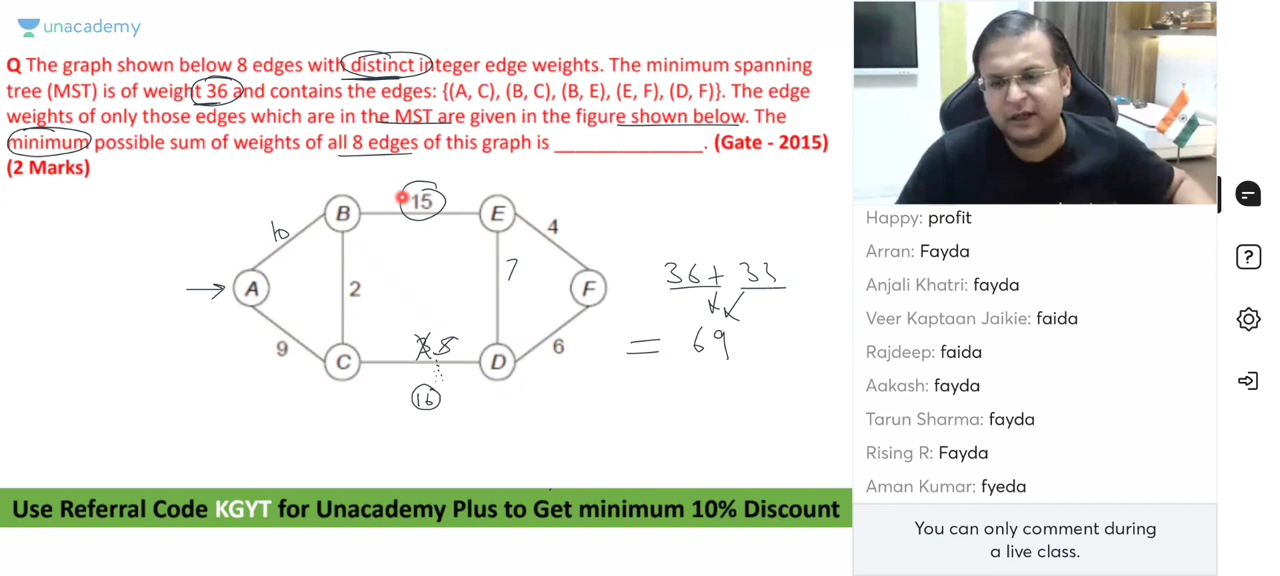 unacademy
Q The graph shown below 8 edges with distinct integer edge weights. The minimum spanning
tree (MST) is of weight 36 and contains the edges: {(A, C), (B, C), (B, E), (E, F), (D, F)}. The edge
weights of only those edges which are in the MST are given in the figure shown below. The
minimum possible sum of weights of all 8 edges of this graph is ______________. (Gate - 2015)
(2 Marks)
B 15 E
10 4
A 2 7 F
36 + 33
9 6
C D
16
= 69
Use Referral Code KGYT for Unacademy Plus to Get minimum 10% Discount
Happy: profit
Arran: Fayda
Anjali Khatri: fayda
Veer Kaptaan Jaikie: faida
Rajdeep: faida
Aakash: fayda
Tarun Sharma: fayda
Rising R: Fayda
Aman Kumar: fyeda
You can only comment during
a live class.